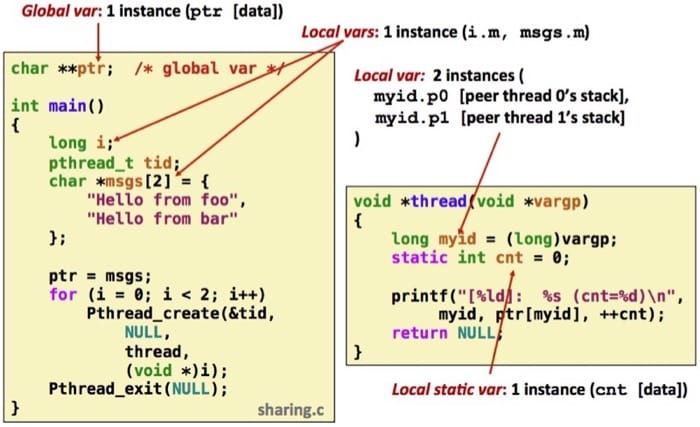 Global var: 1 instance (ptr [data])
Local vars: 1 instance (i.m, msgs.m)
char **ptr;  /* global var */
int main()
{
    long i;
    pthread_t tid;
    char *msgs[2] = {
        "Hello from foo",
        "Hello from bar"
    };
    ptr = msgs;
    for (i = 0; i < 2; i++)
        Pthread_create(&tid,
            NULL,
            thread,
            (void *)i);
    Pthread_exit(NULL);
}
sharing.c
Local var: 2 instances (
myid.p0 [peer thread 0's stack],
myid.p1 [peer thread 1's stack]
)
void *thread(void *vargp)
{
    long myid = (long)vargp;
    static int cnt = 0;
    printf("[%ld]:  %s (cnt=%d)\n",
        myid, ptr[myid], ++cnt);
    return NULL;
}
Local static var: 1 instance (cnt [data])